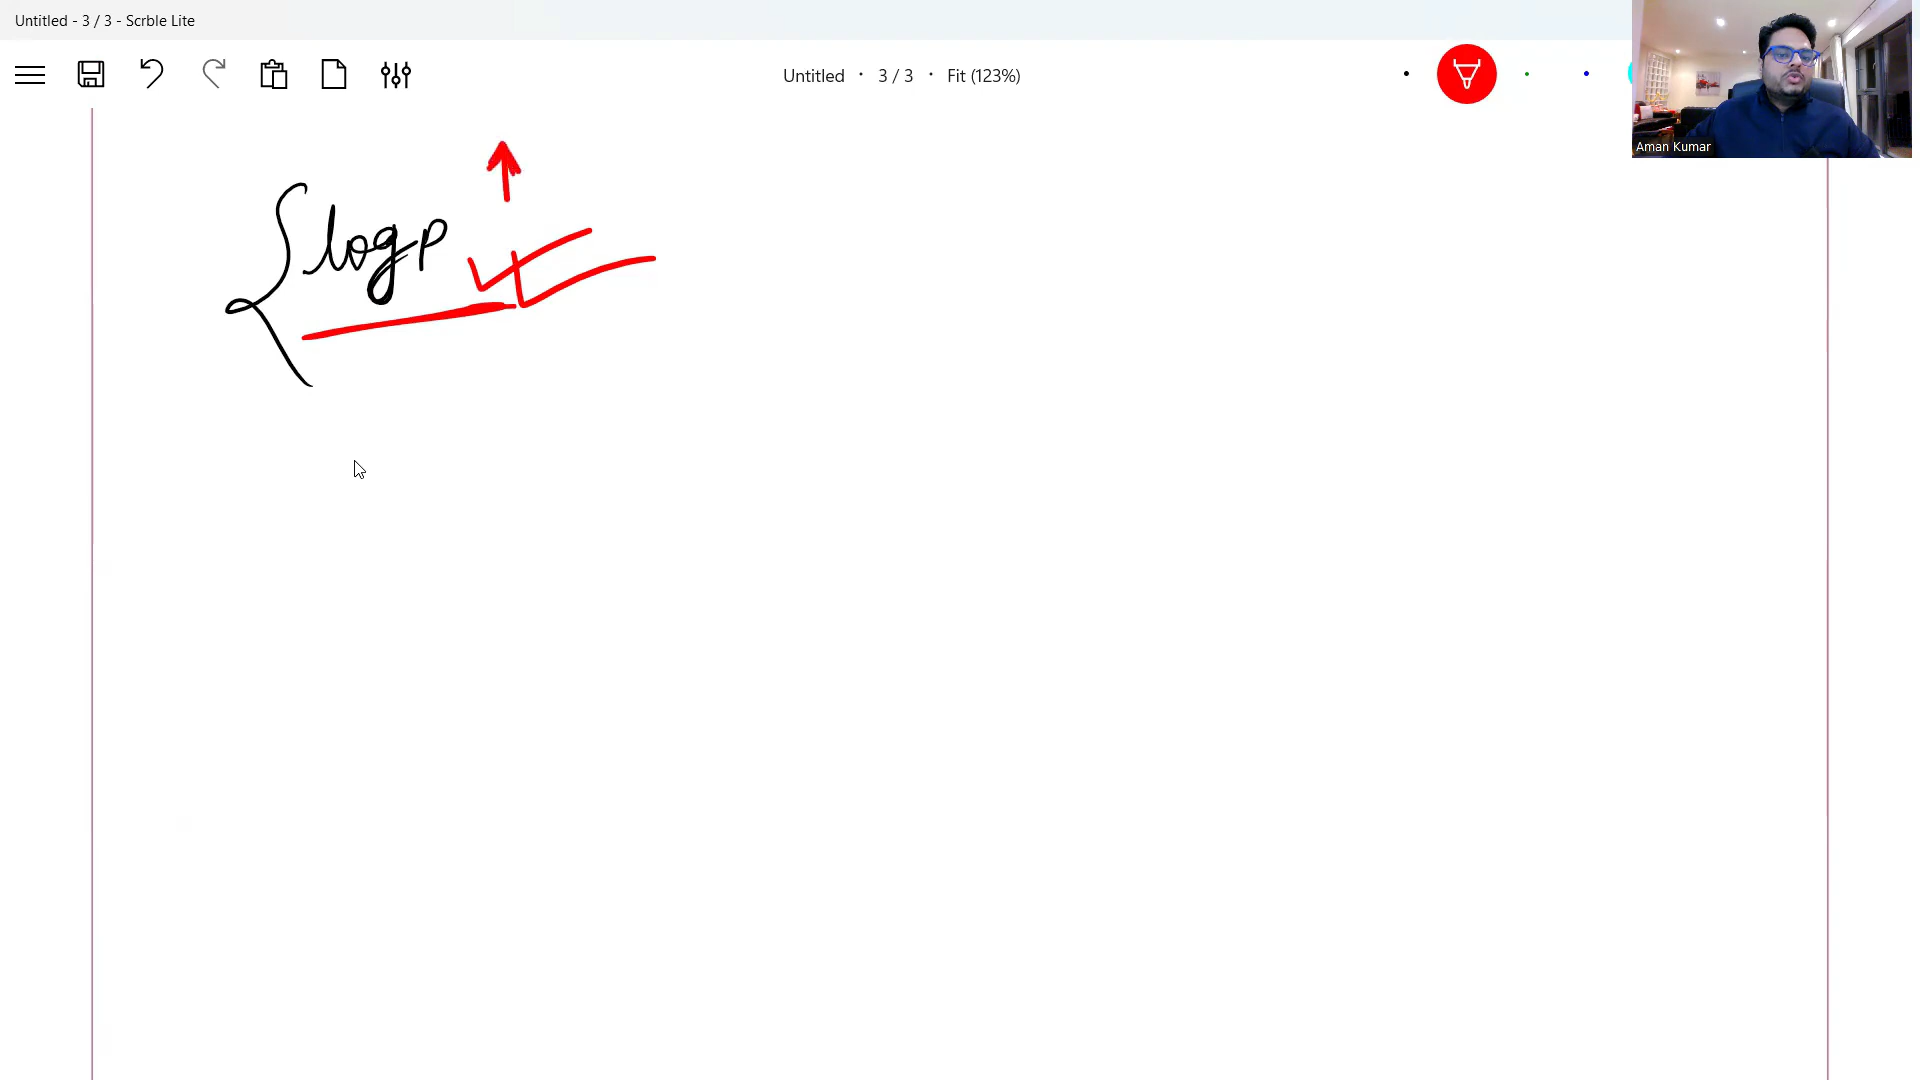 Untitled - 3 / 3 - Scrble Lite
Untitled · 3 / 3 · Fit (123%)
Aman Kumar
logp